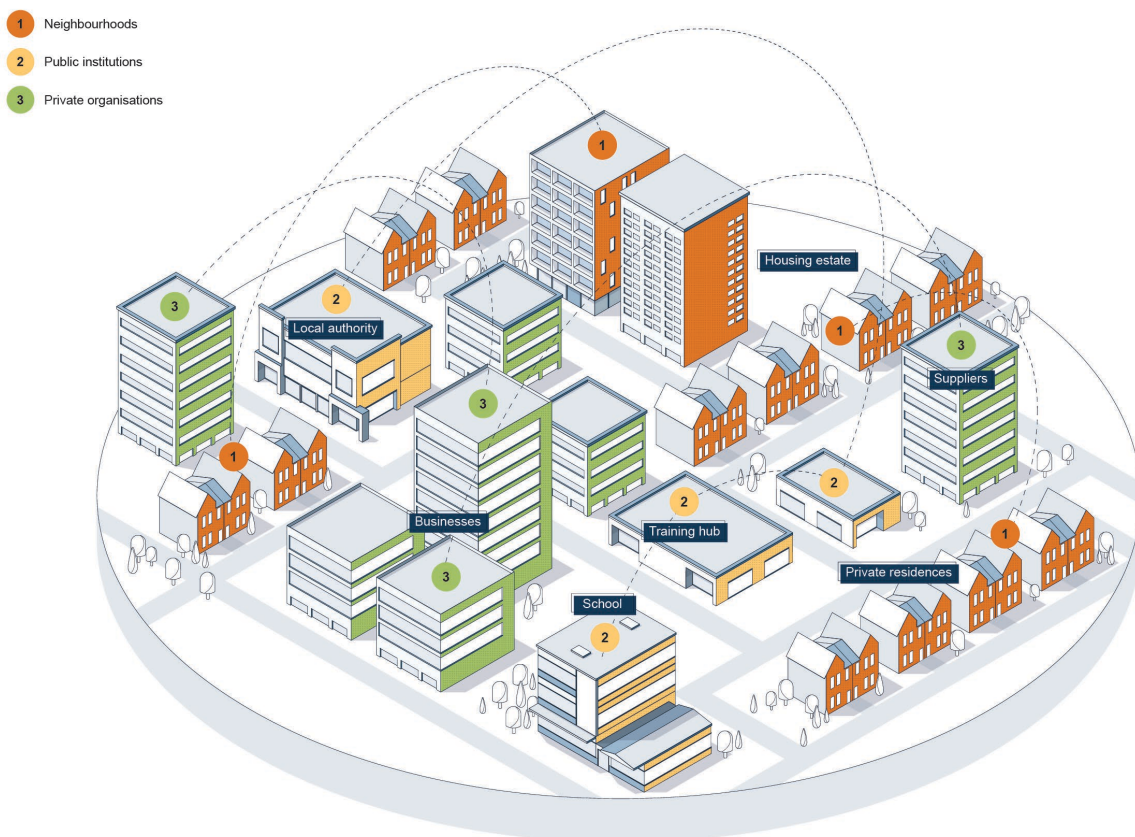 1 Neighbourhoods
2 Public institutions
3 Private organisations
1
Housing estate
3
2
Local authority
1
3
Suppliers
3
1
2
2
Training hub
Businesses
1
Private residences
3
School
2